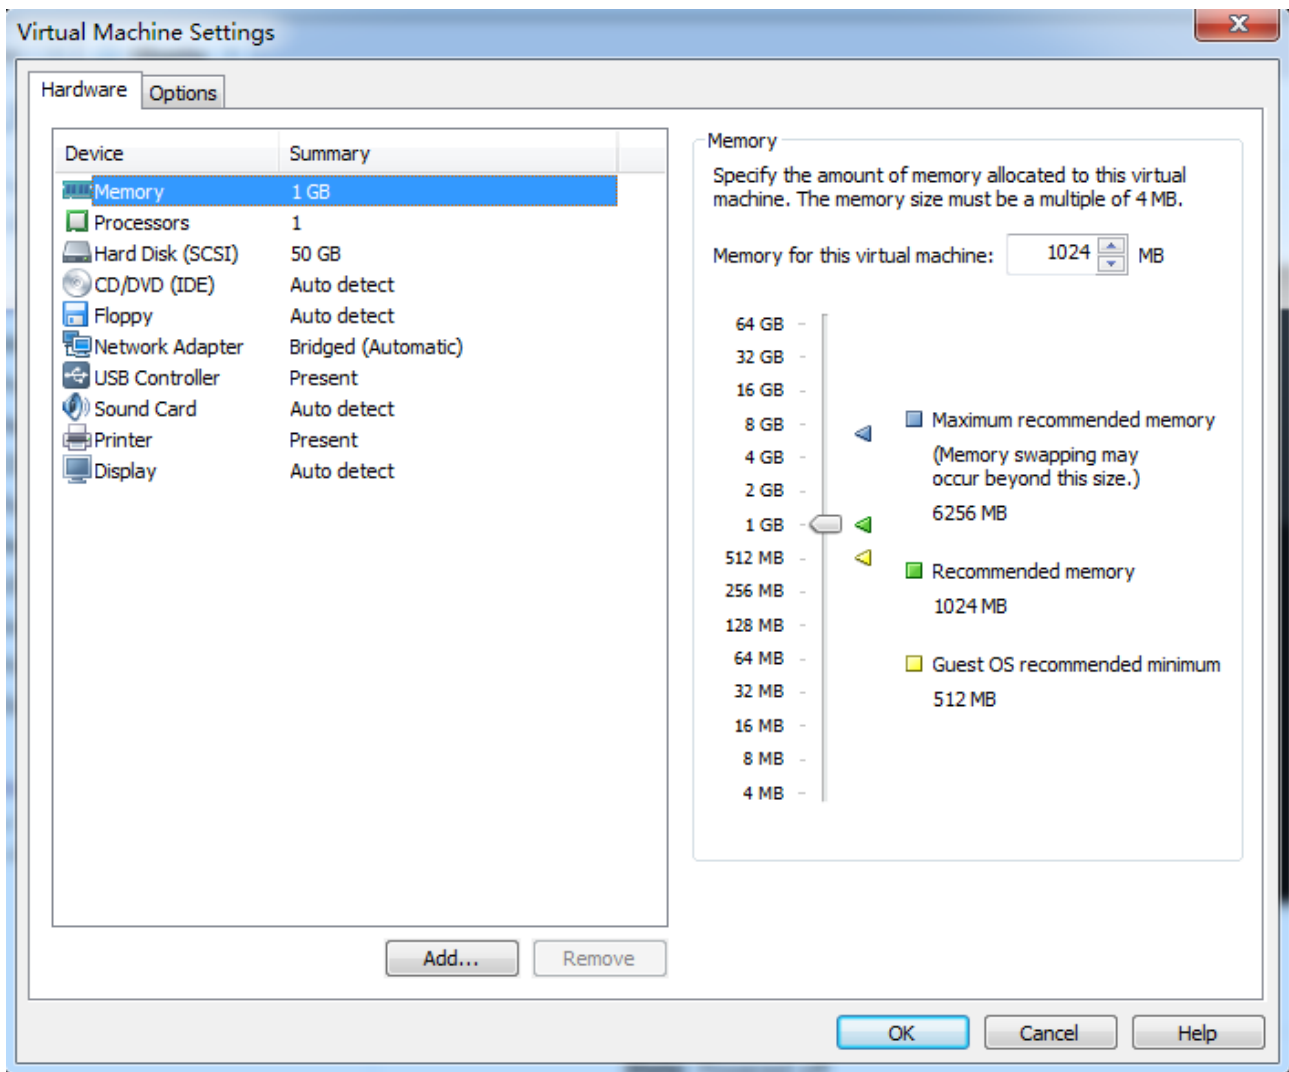 Virtual Machine Settings
Hardware
Options
Device Summary
Memory 1 GB
Processors 1
Hard Disk (SCSI) 50 GB
CD/DVD (IDE) Auto detect
Floppy Auto detect
Network Adapter Bridged (Automatic)
USB Controller Present
Sound Card Auto detect
Printer Present
Display Auto detect
Add...
Remove
Memory
Specify the amount of memory allocated to this virtual
machine. The memory size must be a multiple of 4 MB.
Memory for this virtual machine: 1024 MB
64 GB
32 GB
16 GB
8 GB
4 GB
2 GB
1 GB
512 MB
256 MB
128 MB
64 MB
32 MB
16 MB
8 MB
4 MB
Maximum recommended memory
(Memory swapping may
occur beyond this size.)
6256 MB
Recommended memory
1024 MB
Guest OS recommended minimum
512 MB
OK
Cancel
Help